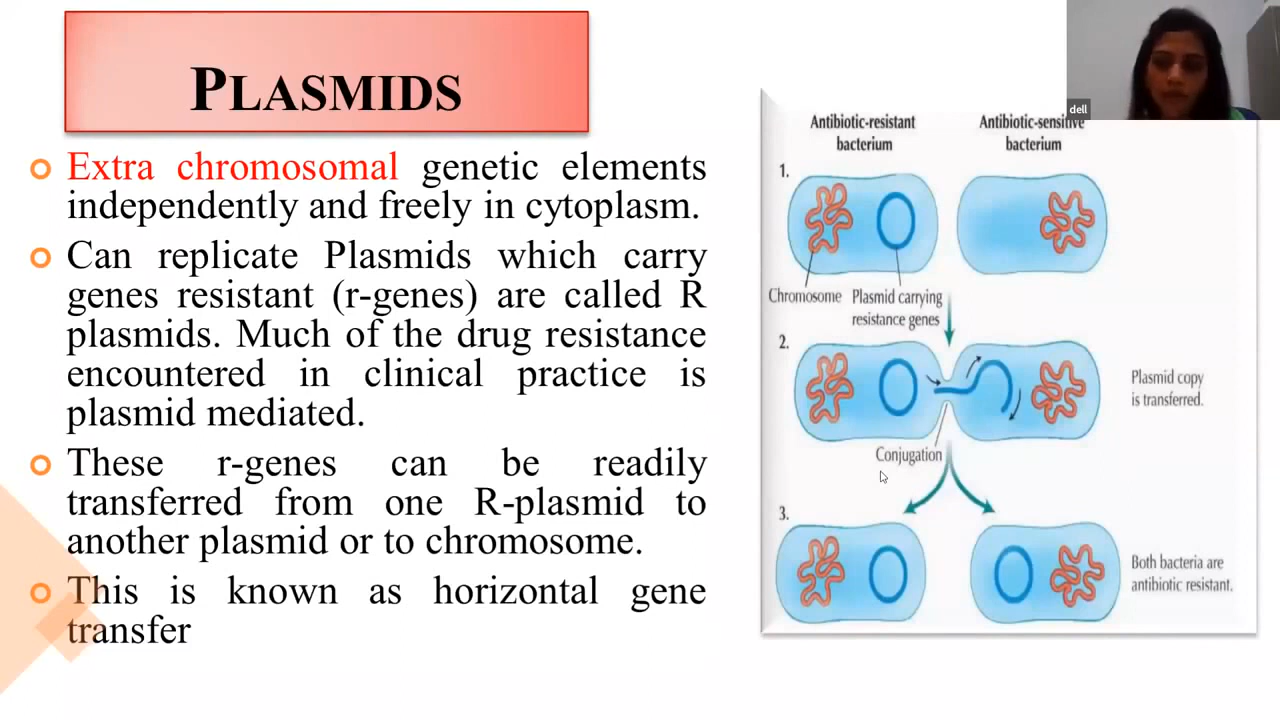 PLASMIDS
Extra chromosomal genetic elements
independently and freely in cytoplasm.
Can replicate Plasmids which carry
genes resistant (r-genes) are called R
plasmids. Much of the drug resistance
encountered in clinical practice is
plasmid mediated.
These r-genes can be readily
transferred from one R-plasmid to
another plasmid or to chromosome.
This is known as horizontal gene
transfer
dell
Antibiotic-resistant
bacterium
Antibiotic-sensitive
bacterium
1.
Chromosome
Plasmid carrying
resistance genes
2.
Plasmid copy
is transferred.
Conjugation
3.
Both bacteria are
antibiotic resistant.